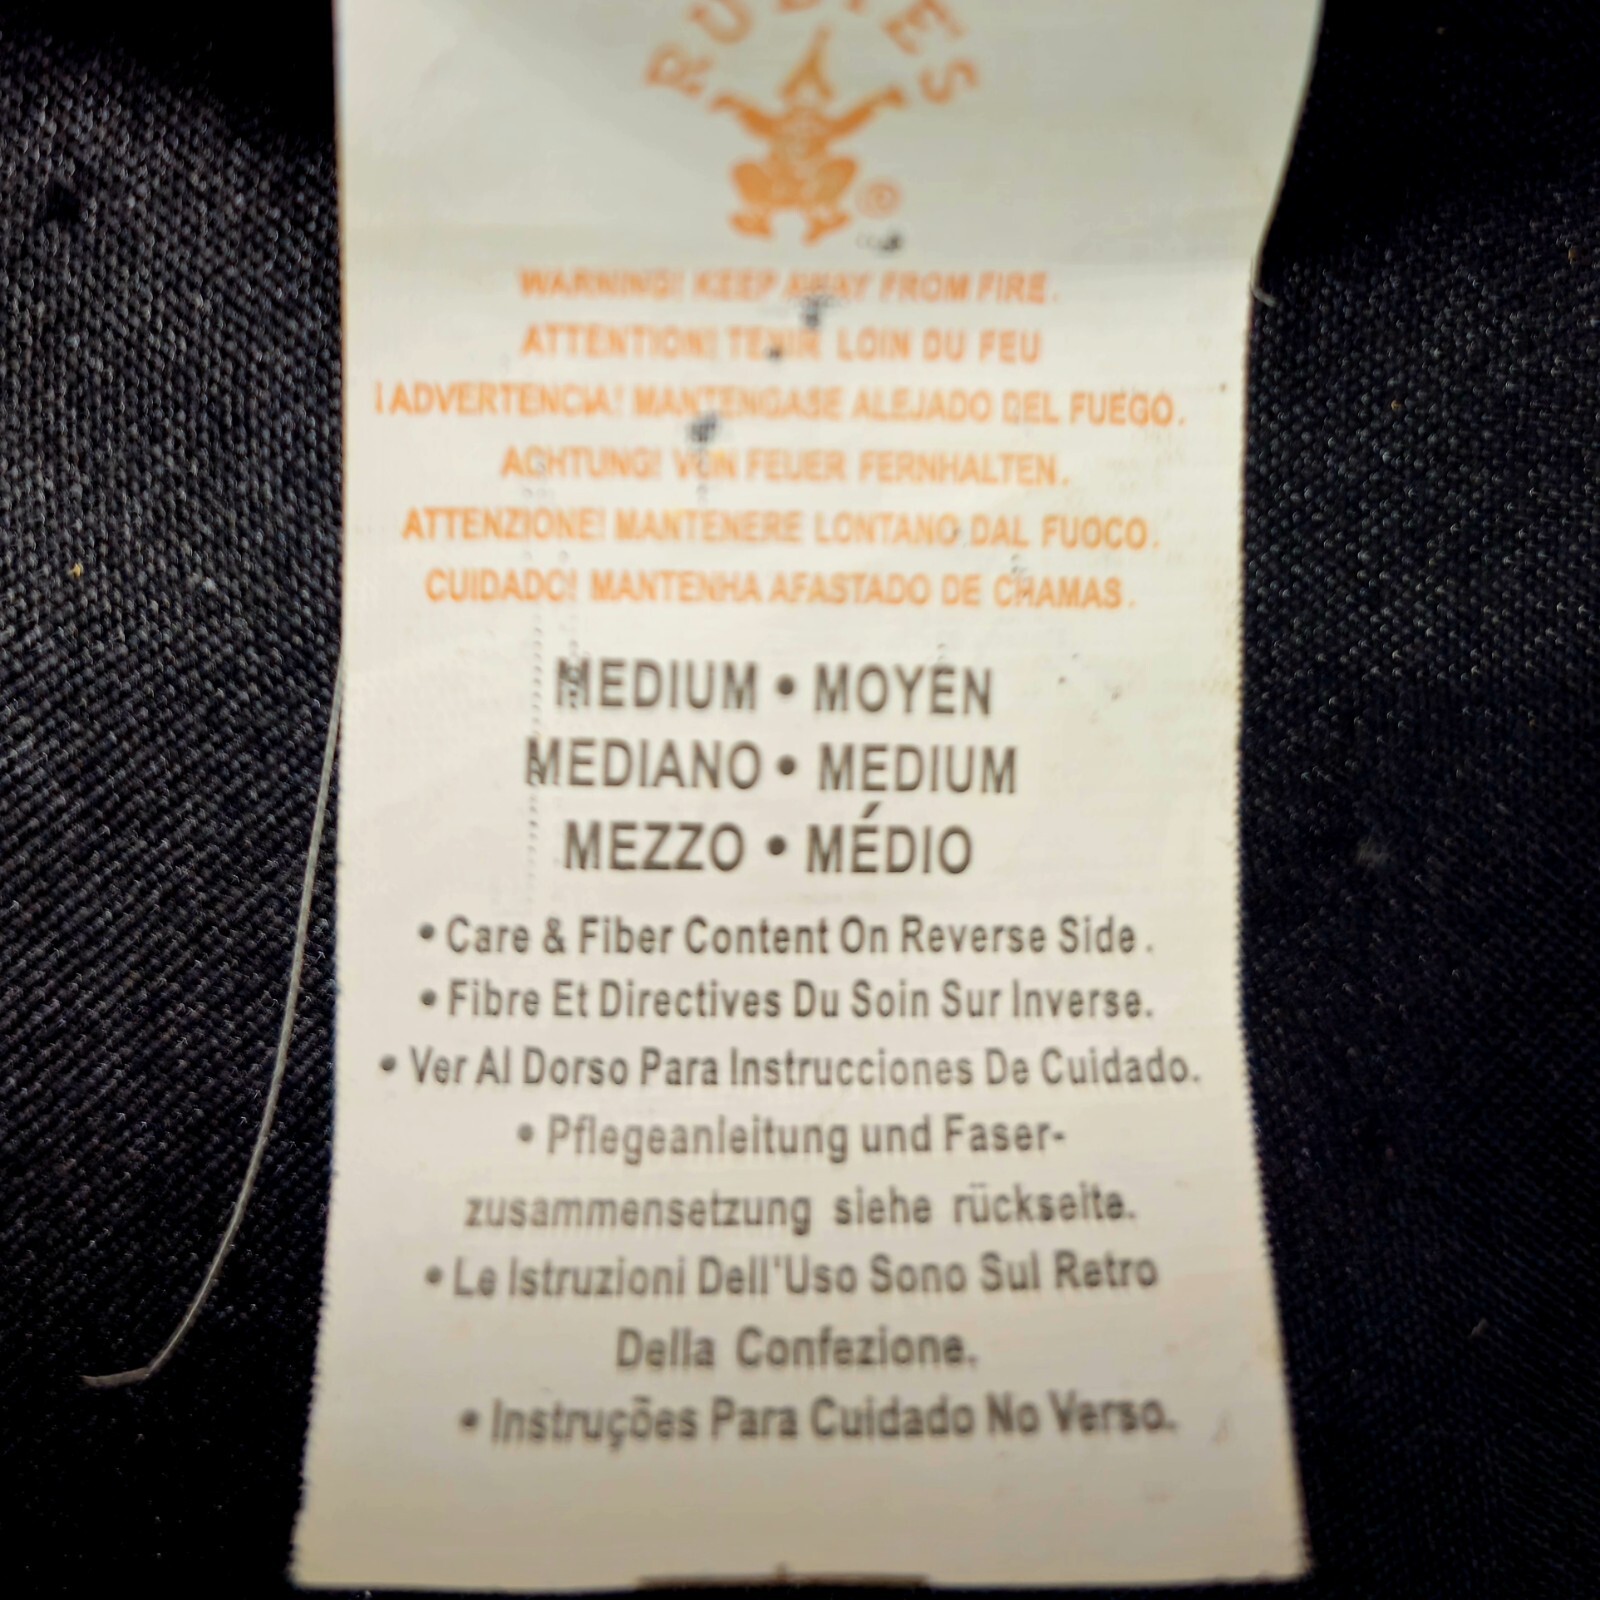 RUBIES
®
WARNING! KEEP AWAY FROM FIRE.
ATTENTION! TENIR LOIN DU FEU
¡ADVERTENCIA! MANTENGASE ALEJADO DEL FUEGO.
ACHTUNG! VON FEUER FERNHALTEN.
ATTENZIONE! MANTENERE LONTANO DAL FUOCO.
CUIDADO! MANTENHA AFASTADO DE CHAMAS.
MEDIUM • MOYEN
MEDIANO • MEDIUM
MEZZO • MÉDIO
• Care & Fiber Content On Reverse Side.
• Fibre Et Directives Du Soin Sur Inverse.
• Ver Al Dorso Para Instrucciones De Cuidado.
• Pflegeanleitung und Faser-
zusammensetzung siehe rückseite.
• Le Istruzioni Dell'Uso Sono Sul Retro
Della Confezione.
• Instruções Para Cuidado No Verso.